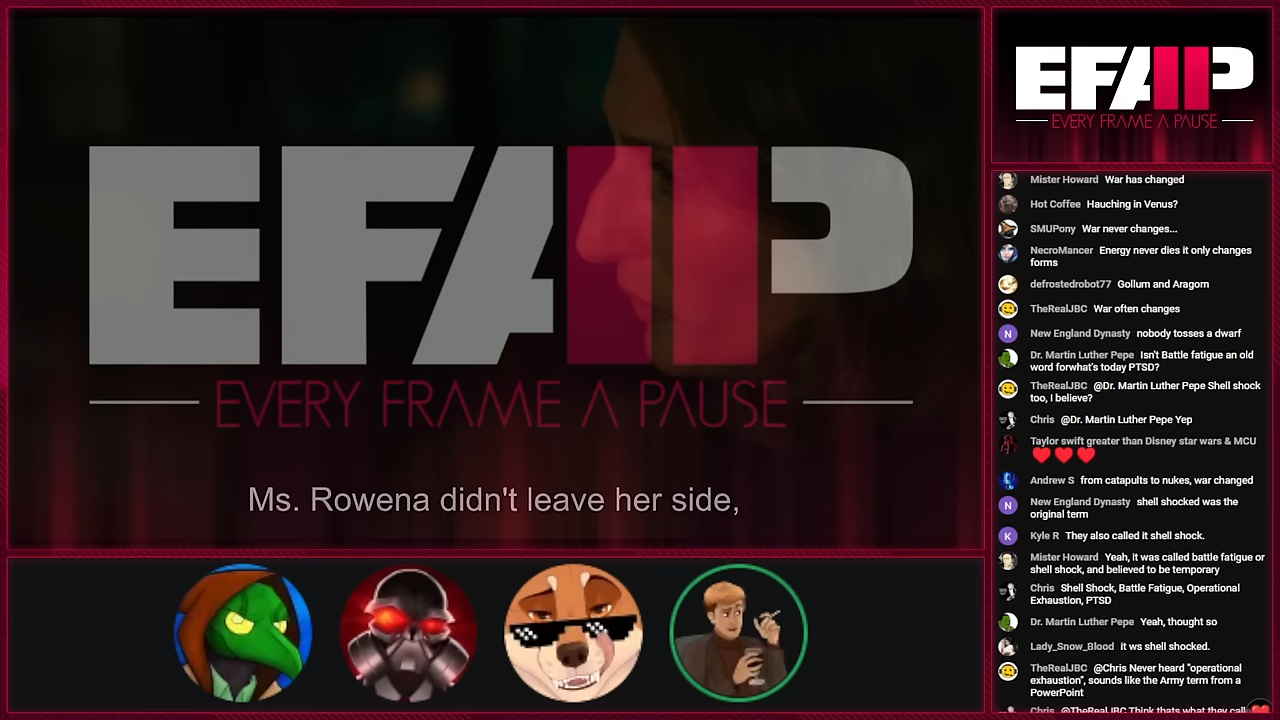 EFAP
EVERY FRAME A PAUSE
Ms. Rowena didn't leave her side,
EFAP
EVERY FRAME A PAUSE
Mister Howard War has changed
Hot Coffee Hauching in Venus?
SMUPony War never changes...
NecroMancer Energy never dies it only changes
forms
defrostedrobot77 Gollum and Aragorn
TheRealJBC War often changes
N New England Dynasty nobody tosses a dwarf
Dr. Martin Luther Pepe Isn't Battle fatigue an old
word forwhat's today PTSD?
TheRealJBC @Dr. Martin Luther Pepe Shell shock
too, I believe?
Chris @Dr. Martin Luther Pepe Yep
Taylor swift greater than Disney star wars & MCU
Andrew S from catapults to nukes, war changed
N New England Dynasty shell shocked was the
original term
K Kyle R They also called it shell shock.
Mister Howard Yeah, it was called battle fatigue or
shell shock, and believed to be temporary
Chris Shell Shock, Battle Fatigue, Operational
Exhaustion, PTSD
Dr. Martin Luther Pepe Yeah, thought so
Lady_Snow_Blood it ws shell shocked.
TheRealJBC @Chris Never heard "operational
exhaustion", sounds like the Army term from a
PowerPoint
Chris @TheRealJBC Think thats what they call